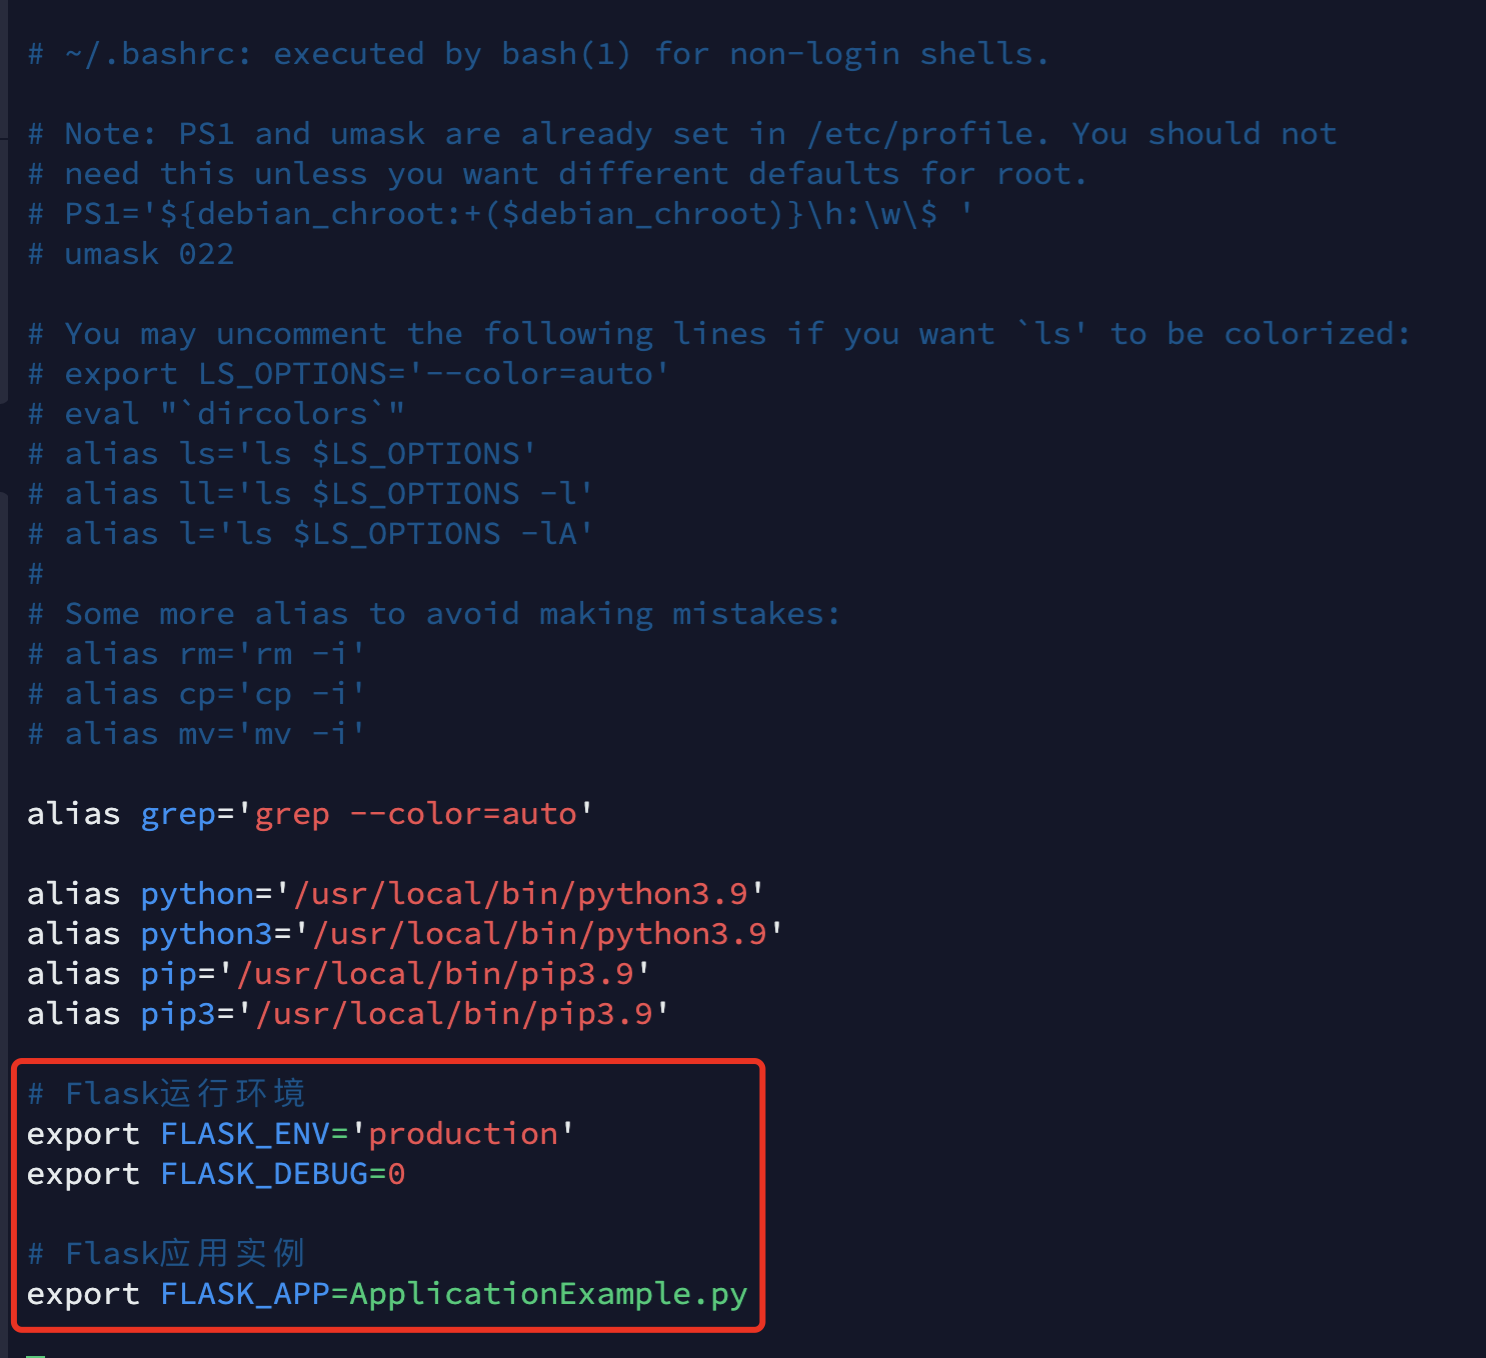 # ~/.bashrc: executed by bash(1) for non-login shells.
# Note: PS1 and umask are already set in /etc/profile. You should not
# need this unless you want different defaults for root.
# PS1='${debian_chroot:+($debian_chroot)}\h:\w\$ '
# umask 022
# You may uncomment the following lines if you want `ls' to be colorized:
# export LS_OPTIONS='--color=auto'
# eval "`dircolors`"
# alias ls='ls $LS_OPTIONS'
# alias ll='ls $LS_OPTIONS -l'
# alias l='ls $LS_OPTIONS -lA'
#
# Some more alias to avoid making mistakes:
# alias rm='rm -i'
# alias cp='cp -i'
# alias mv='mv -i'
alias grep='grep --color=auto'
alias python='/usr/local/bin/python3.9'
alias python3='/usr/local/bin/python3.9'
alias pip='/usr/local/bin/pip3.9'
alias pip3='/usr/local/bin/pip3.9'
# Flask运行环境
export FLASK_ENV='production'
export FLASK_DEBUG=0
# Flask应用实例
export FLASK_APP=ApplicationExample.py